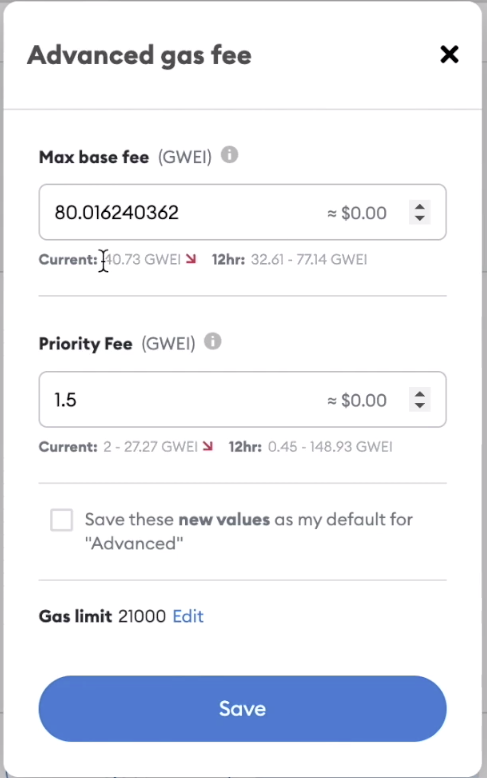 Advanced gas fee
Max base fee (GWEI)
80.016240362 ≈ $0.00
Current: 40.73 GWEI 12hr: 32.61 - 77.14 GWEI
Priority Fee (GWEI)
1.5 ≈ $0.00
Current: 2 - 27.27 GWEI 12hr: 0.45 - 148.93 GWEI
Save these new values as my default for
"Advanced"
Gas limit 21000 Edit
Save